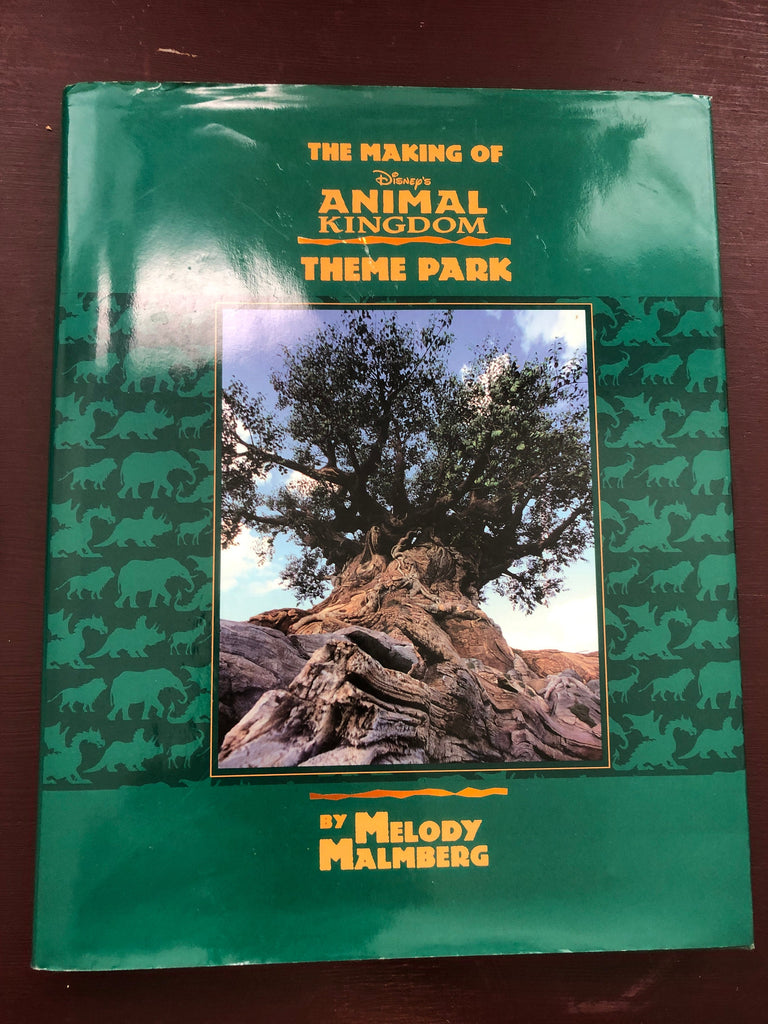 THE MAKING OF
DISNEY'S
ANIMAL
KINGDOM
THEME PARK
BY MELODY
MALMBERG